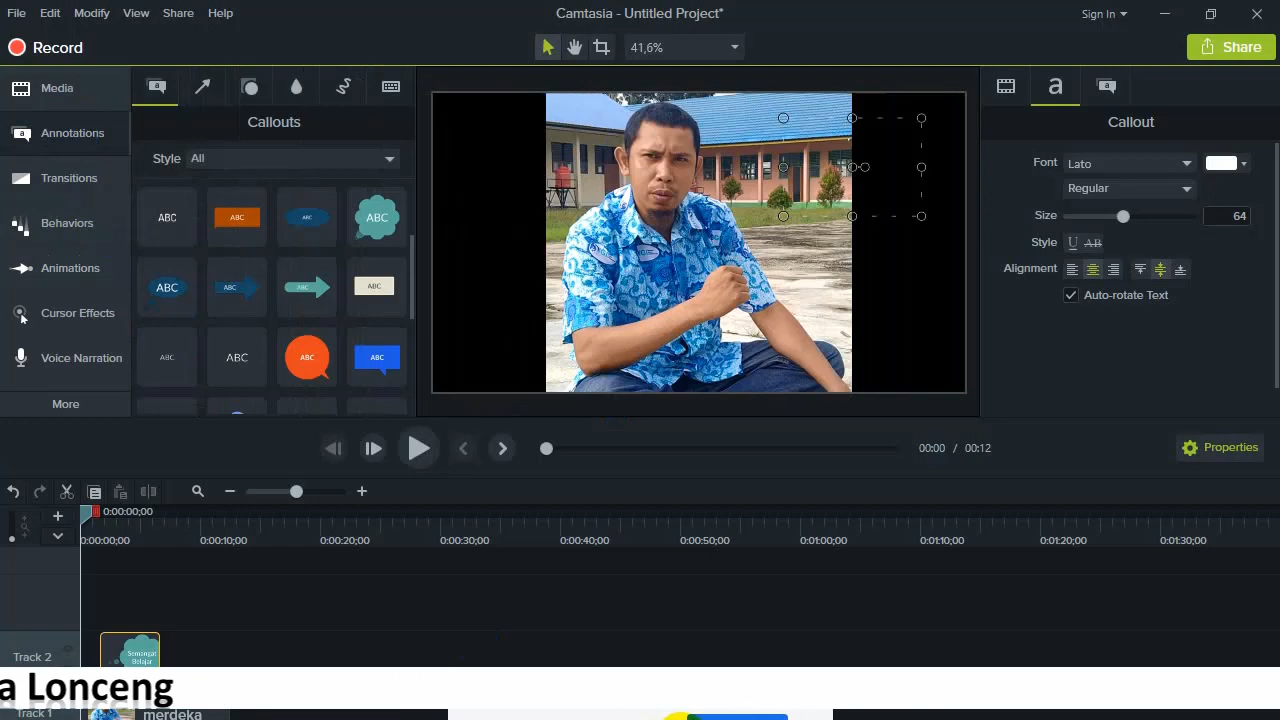 File Edit Modify View Share Help
Camtasia - Untitled Project*
Sign In
Record
41,6%
Share
Media
Annotations
Transitions
Behaviors
Animations
Cursor Effects
Voice Narration
More
Callouts
Style All
ABC ABC ABC ABC
ABC ABC ABC ABC
ABC ABC ABC ABC
a
Callout
Font Lato
Regular
Size 64
Style U AB
Alignment
Auto-rotate Text
00:00 / 00:12
Properties
0:00:00;00
0:00:00;00 0:00:10;00 0:00:20;00 0:00:30;00 0:00:40;00 0:00:50;00 0:01:00;00 0:01:10;00 0:01:20;00 0:01:30;00
Track 2
Semangat
Belajar
a Lonceng
Track 1
merdeka